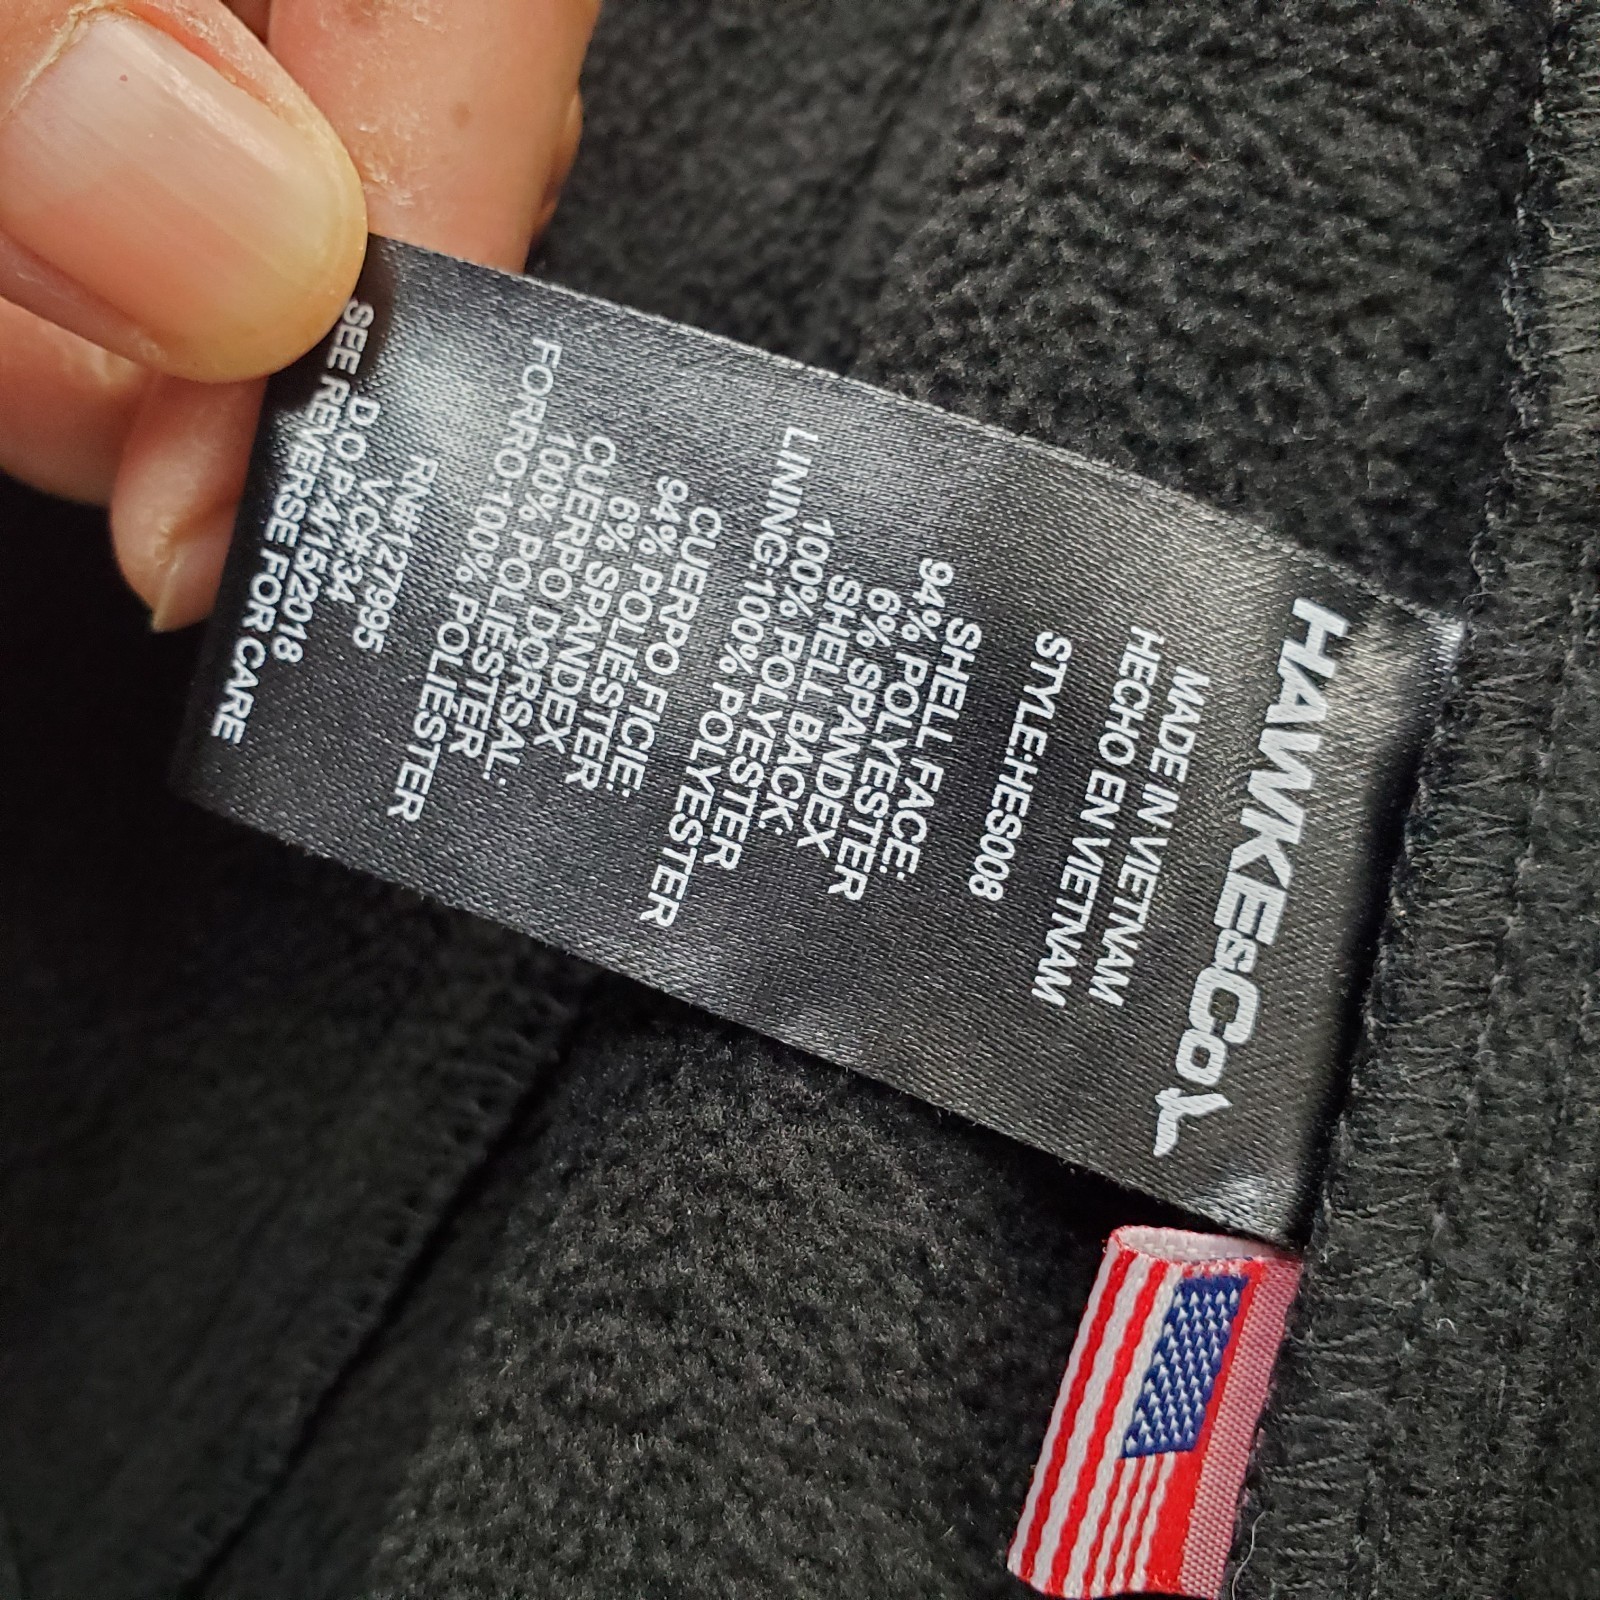 HAWKE&CO
MADE IN VIETNAM
HECHO EN VIETNAM
STYLE:HES008
SHELL FACE:
94% POLYESTER
6% SPANDEX
SHELL BACK:
100% POLYESTER
LINING:100% POLYESTER
CUERPO FICIE:
94% POLIÉSTER
6% SPANDEX
CUERPO DORSAL:
100% POLIÉSTER
FORRO:100% POLIÉSTER
RN#127995
V.C#:34
D.O.P:4/15/2018
SEE REVERSE FOR CARE